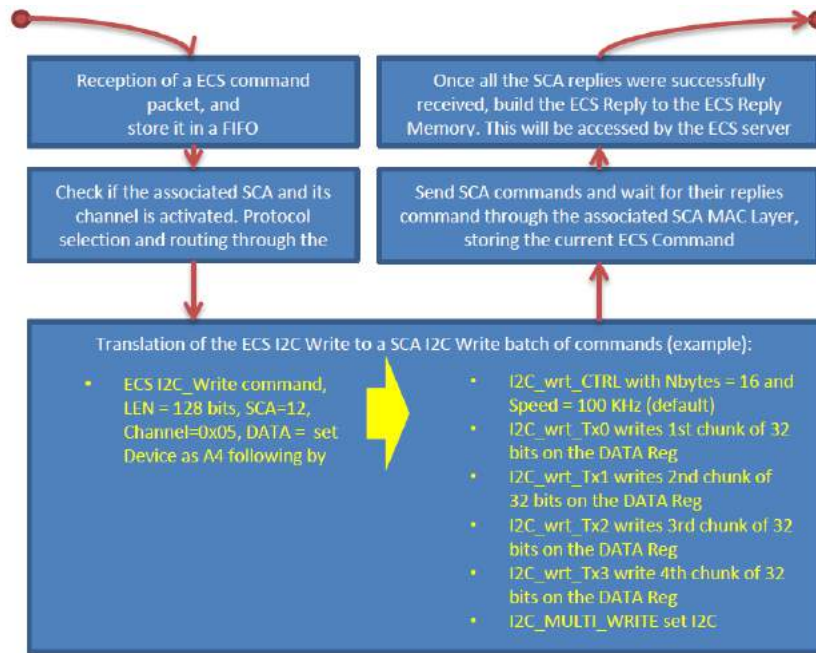 Reception of a ECS command
packet, and
store it in a FIFO
Check if the associated SCA and its
channel is activated. Protocol
selection and routing through the
Translation of the ECS I2C Write to a SCA I2C Write batch of commands (example):
• ECS I2C_Write command,
LEN = 128 bits, SCA=12,
Channel=0x05, DATA = set
Device as A4 following by
• I2C_wrt_CTRL with Nbytes = 16 and
Speed = 100 KHz (default)
• I2C_wrt_Tx0 writes 1st chunk of 32
bits on the DATA Reg
• I2C_wrt_Tx1 writes 2nd chunk of
32 bits on the DATA Reg
• I2C_wrt_Tx2 writes 3rd chunk of 32
bits on the DATA Reg
• I2C_wrt_Tx3 write 4th chunk of 32
bits on the DATA Reg
• I2C_MULTI_WRITE set I2C
Send SCA commands and wait for their replies
command through the associated SCA MAC Layer,
storing the current ECS Command
Once all the SCA replies were successfully
received, build the ECS Reply to the ECS Reply
Memory. This will be accessed by the ECS server